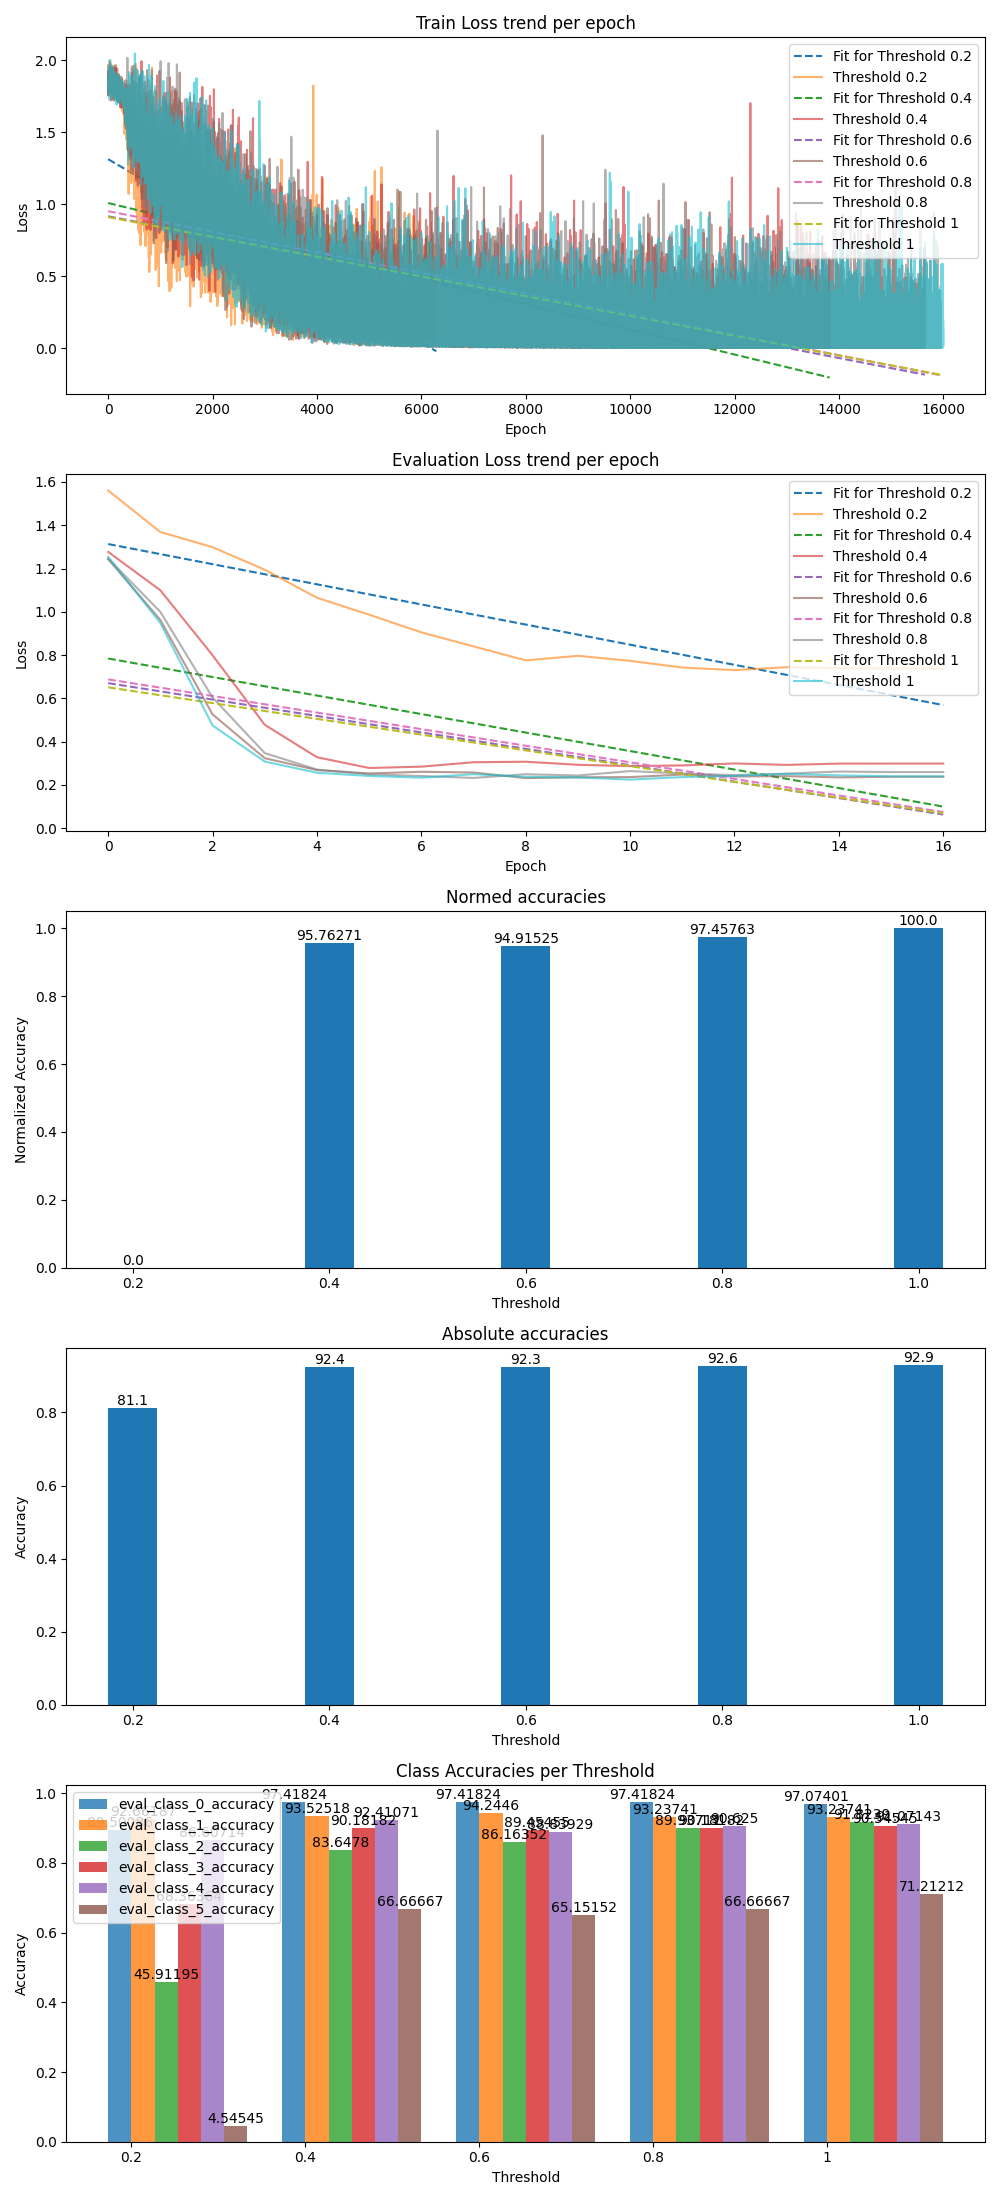 Train Loss trend per epoch
2.0
1.5
1.0
0.5
0.0
Loss
Fit for Threshold 0.2
Threshold 0.2
Fit for Threshold 0.4
Threshold 0.4
Fit for Threshold 0.6
Threshold 0.6
Fit for Threshold 0.8
Threshold 0.8
Fit for Threshold 1
Threshold 1
0 2000 4000 6000 8000 10000 12000 14000 16000
Epoch
Evaluation Loss trend per epoch
1.6
1.4
1.2
1.0
0.8
0.6
0.4
0.2
0.0
Loss
Fit for Threshold 0.2
Threshold 0.2
Fit for Threshold 0.4
Threshold 0.4
Fit for Threshold 0.6
Threshold 0.6
Fit for Threshold 0.8
Threshold 0.8
Fit for Threshold 1
Threshold 1
0 2 4 6 8 10 12 14 16
Epoch
Normed accuracies
1.0
0.8
0.6
0.4
0.2
0.0
Normalized Accuracy
0.0 95.76271 94.91525 97.45763 100.0
0.2 0.4 0.6 0.8 1.0
Threshold
Absolute accuracies
0.8
0.6
0.4
0.2
0.0
Accuracy
81.1 92.4 92.3 92.6 92.9
0.2 0.4 0.6 0.8 1.0
Threshold
Class Accuracies per Threshold
1.0
0.8
0.6
0.4
0.2
0.0
Accuracy
eval_class_0_accuracy
eval_class_1_accuracy
eval_class_2_accuracy
eval_class_3_accuracy
eval_class_4_accuracy
eval_class_5_accuracy
45.91195
4.54545
97.41824
93.52518
83.6478
90.18182
92.41071
66.66667
97.41824
94.2446
86.16352
65.15152
97.41824
93.23741
90.625
66.66667
97.07401
93.23741
71.21212
0.2 0.4 0.6 0.8 1
Threshold